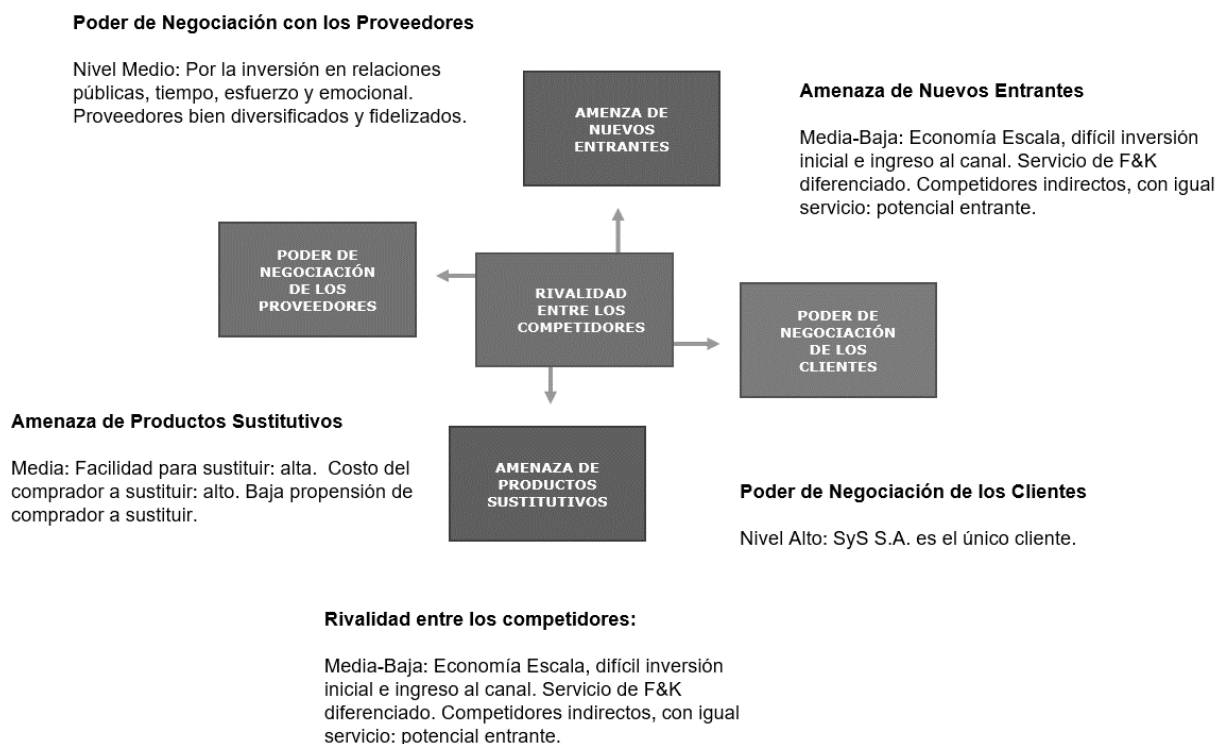 Poder de Negociación con los Proveedores
Nivel Medio: Por la inversión en relaciones
públicas, tiempo, esfuerzo y emocional.
Proveedores bien diversificados y fidelizados.
AMENZA DE
NUEVOS
ENTRANTES
Amenaza de Nuevos Entrantes
Media-Baja: Economía Escala, difícil inversión
inicial e ingreso al canal. Servicio de F&K
diferenciado. Competidores indirectos, con igual
servicio: potencial entrante.
PODER DE
NEGOCIACIÓN
DE LOS
PROVEEDORES
RIVALIDAD
ENTRE LOS
COMPETIDORES
PODER DE
NEGOCIACIÓN
DE LOS
CLIENTES
Amenaza de Productos Sustitutivos
Media: Facilidad para sustituir: alta.  Costo del
comprador a sustituir: alto. Baja propensión de
comprador a sustituir.
AMENAZA DE
PRODUCTOS
SUSTITUTIVOS
Poder de Negociación de los Clientes
Nivel Alto: SyS S.A. es el único cliente.
Rivalidad entre los competidores:
Media-Baja: Economía Escala, difícil inversión
inicial e ingreso al canal. Servicio de F&K
diferenciado. Competidores indirectos, con igual
servicio: potencial entrante.